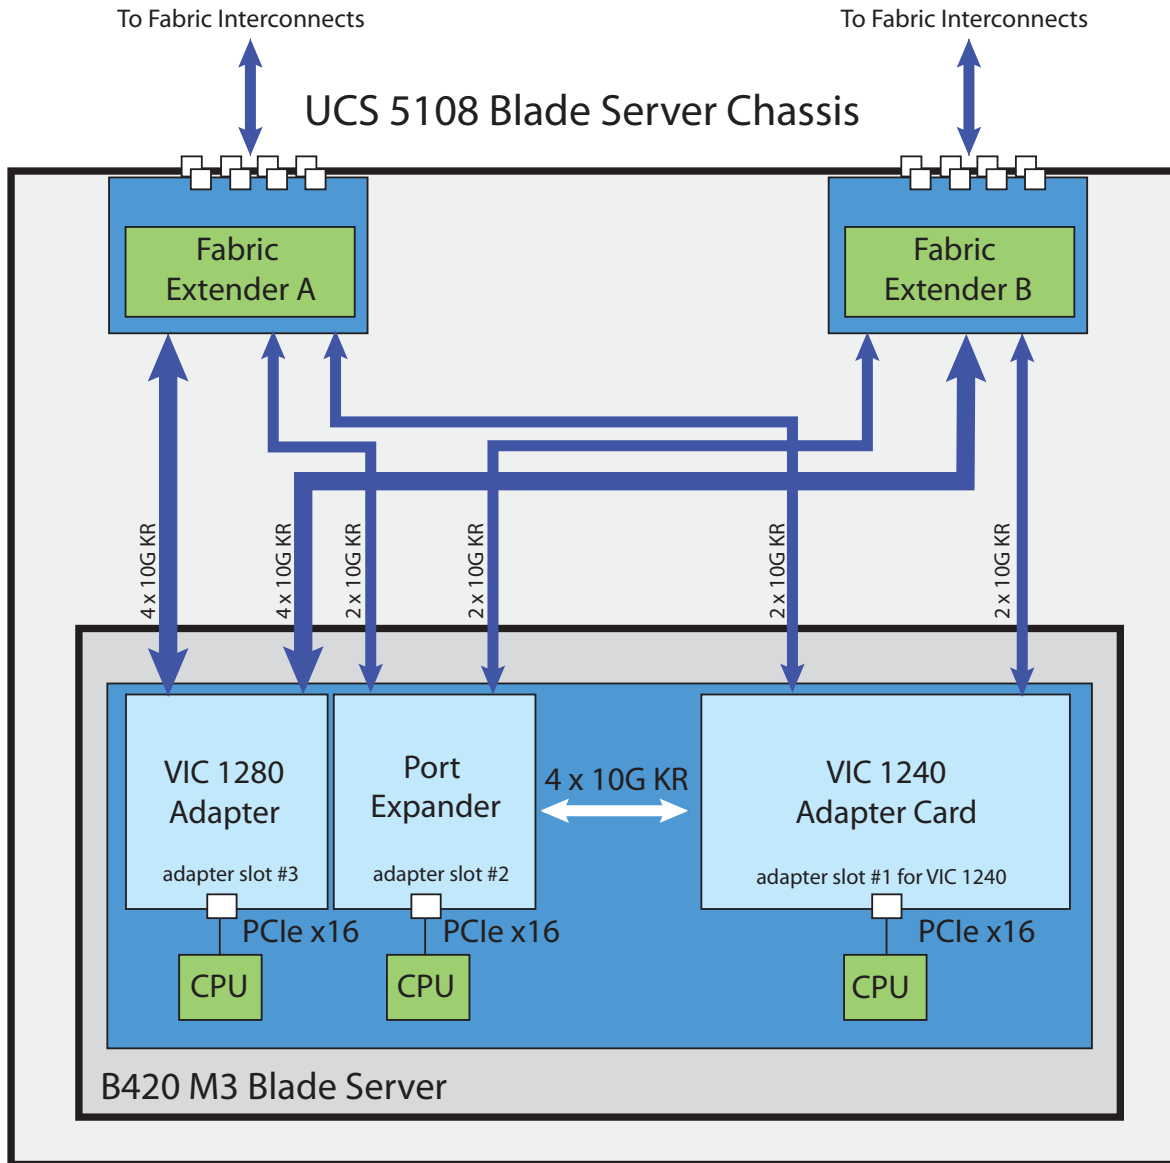 To Fabric Interconnects
To Fabric Interconnects
UCS 5108 Blade Server Chassis
Fabric
Extender A
Fabric
Extender B
4 x 10G KR
4 x 10G KR
2 x 10G KR
2 x 10G KR
2 x 10G KR
2 x 10G KR
VIC 1280
Adapter
adapter slot #3
Port
Expander
adapter slot #2
4 x 10G KR
VIC 1240
Adapter Card
adapter slot #1 for VIC 1240
PCIe x16
PCIe x16
PCIe x16
CPU
CPU
CPU
B420 M3 Blade Server